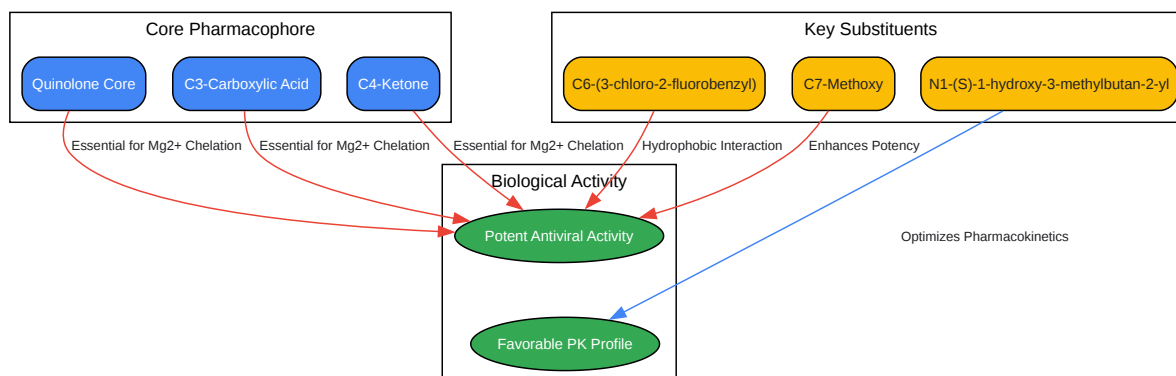 Core Pharmacophore
Key Substituents
Quinolone Core
C3-Carboxylic Acid
C4-Ketone
C6-(3-chloro-2-fluorobenzyl)
C7-Methoxy
N1-(S)-1-hydroxy-3-methylbutan-2-yl
Essential for Mg2+ Chelation
Essential for Mg2+ Chelation
Essential for Mg2+ Chelation
Hydrophobic Interaction
Enhances Potency
Biological Activity
Potent Antiviral Activity
Optimizes Pharmacokinetics
Favorable PK Profile